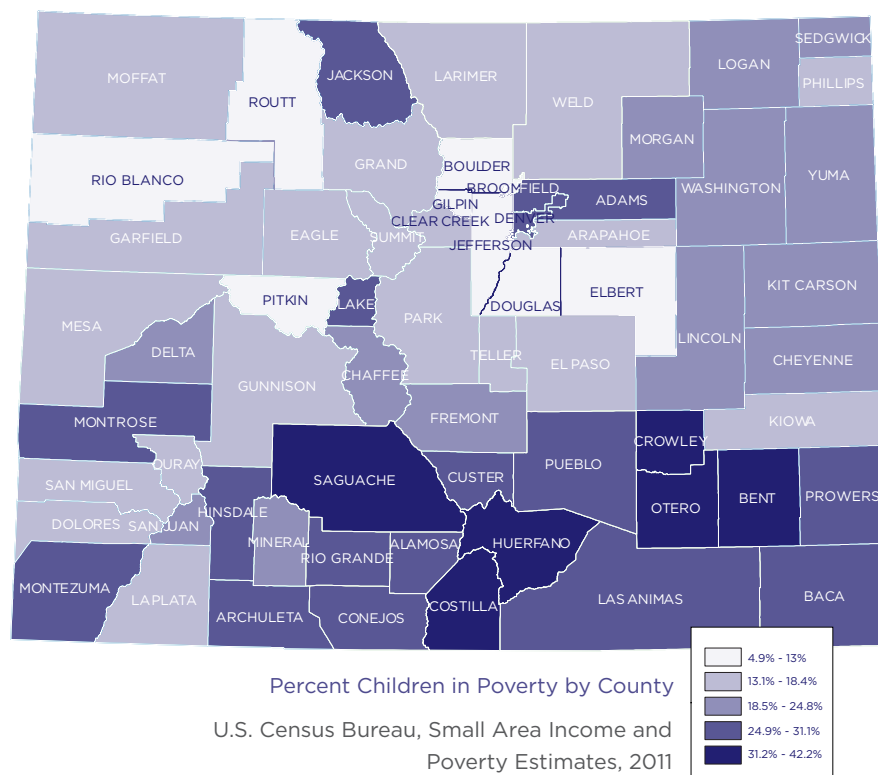 SEDGWICK
JACKSON
LOGAN
MOFFAT
LARIMER
PHILLIPS
ROUTT
WELD
MORGAN
GRAND
BOULDER
YUMA
RIO BLANCO
BROOMFIELD
WASHINGTON
GILPIN
ADAMS
CLEAR CREEK
DENVER
GARFIELD
EAGLE
SUMMIT
JEFFERSON
ARAPAHOE
KIT CARSON
PITKIN
LAKE
DOUGLAS
ELBERT
MESA
PARK
LINCOLN
DELTA
TELLER
EL PASO
CHEYENNE
GUNNISON
CHAFFEE
MONTROSE
FREMONT
KIOWA
CROWLEY
OURAY
PUEBLO
SAN MIGUEL
SAGUACHE
CUSTER
OTERO
BENT
PROWERS
HINSDALE
DOLORES
SAN JUAN
MINERAL
RIO GRANDE
ALAMOSA
HUERFANO
MONTEZUMA
LA PLATA
COSTILLA
LAS ANIMAS
BACA
ARCHULETA
CONEJOS
Percent Children in Poverty by County
U.S. Census Bureau, Small Area Income and
Poverty Estimates, 2011
4.9% - 13%
13.1% - 18.4%
18.5% - 24.8%
24.9% - 31.1%
31.2% - 42.2%